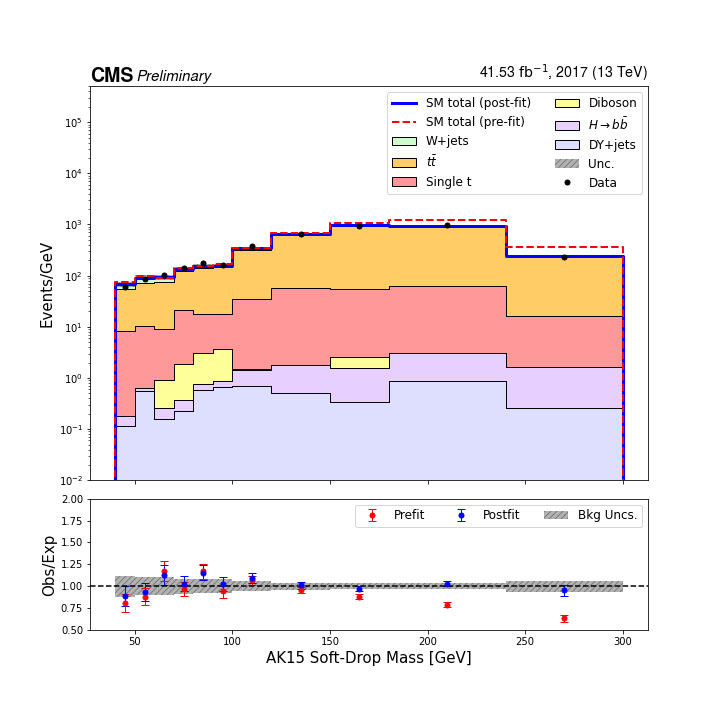 CMS Preliminary 41.53 fb⁻¹, 2017 (13 TeV)
SM total (post-fit)
SM total (pre-fit)
W+jets
tt̄
Single t
Diboson
H→bb̄
DY+jets
Unc.
Data
Events/GeV
10⁵
10⁴
10³
10²
10¹
10⁰
10⁻¹
10⁻²
Prefit Postfit Bkg Uncs.
Obs/Exp
2.00
1.75
1.50
1.25
1.00
0.75
0.50
50 100 150 200 250 300
AK15 Soft-Drop Mass [GeV]